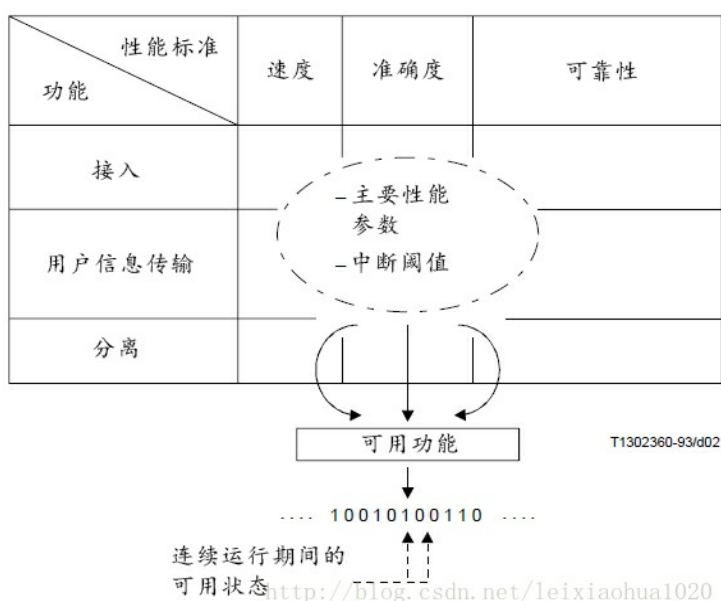 性能标准
功能
速度
准确度
可靠性
接入
用户信息传输
分离
–主要性能
参数
–中断阈值
可用功能
T1302360-93/d02
.... 10010100110 ....
连续运行期间的
可用状态
http://blog.csdn.net/leixiaohua1020